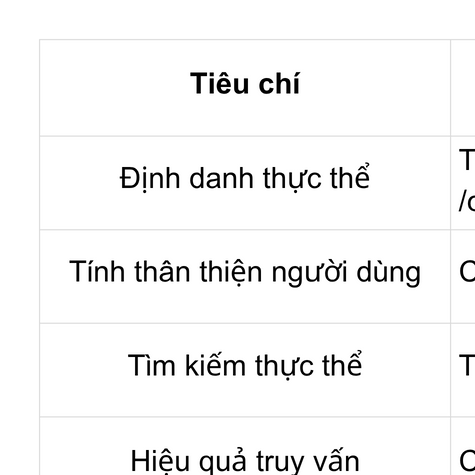 Tiêu chí
Định danh thực thể
Tính thân thiện người dùng
Tìm kiếm thực thể
Hiệu quả truy vấn